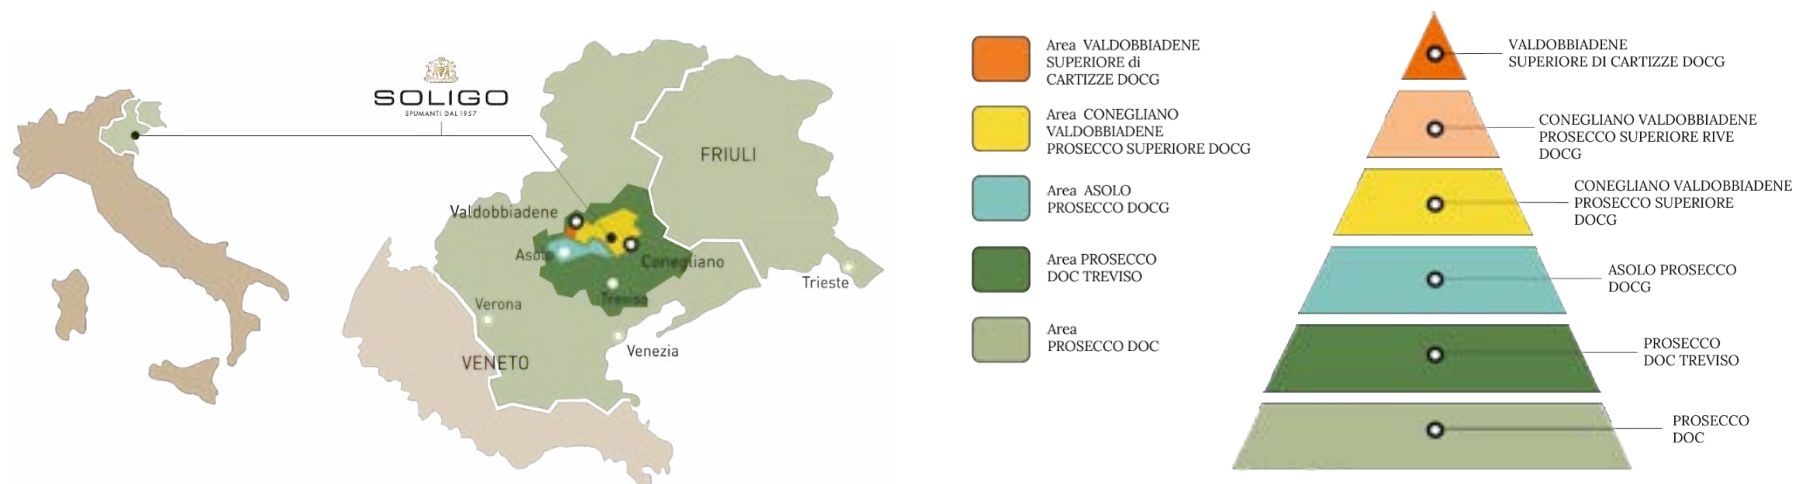 SOLIGO
SPUMANTI DAL 1957
FRIULI
Valdobbiadene
Asolo
Conegliano
Trieste
Treviso
Verona
Venezia
VENETO
Area VALDOBBIADENE
SUPERIORE di
CARTIZZE DOCG
Area CONEGLIANO
VALDOBBIADENE
PROSECCO SUPERIORE DOCG
Area ASOLO
PROSECCO DOCG
Area PROSECCO
DOC TREVISO
Area
PROSECCO DOC
VALDOBBIADENE
SUPERIORE DI CARTIZZE DOCG
CONEGLIANO VALDOBBIADENE
PROSECCO SUPERIORE RIVE
DOCG
CONEGLIANO VALDOBBIADENE
PROSECCO SUPERIORE
DOCG
ASOLO PROSECCO
DOCG
PROSECCO
DOC TREVISO
PROSECCO
DOC